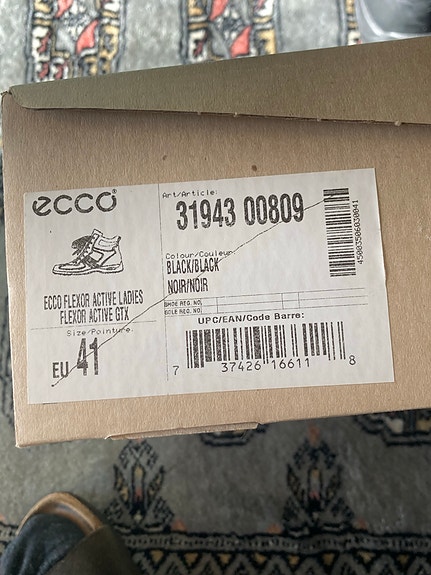 ecco®
Art/Article:
31943 00809
45003506030041
Colour/Couleur
BLACK/BLACK
NOIR/NOIR
ECCO FLEXOR ACTIVE LADIES
FLEXOR ACTIVE GTX
SHOE REG. NO.
SOLE REG. NO.
Size/Pointure:
EU 41
UPC/EAN/Code Barre:
7 37426 16611 8